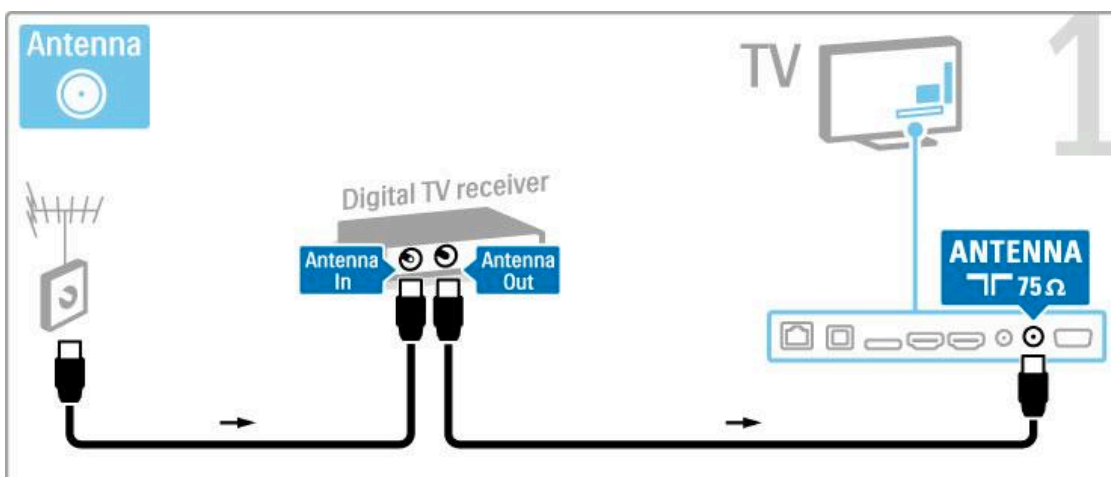 Antenna
TV
1
Digital TV receiver
Antenna
In
Antenna
Out
ANTENNA
75 Ω